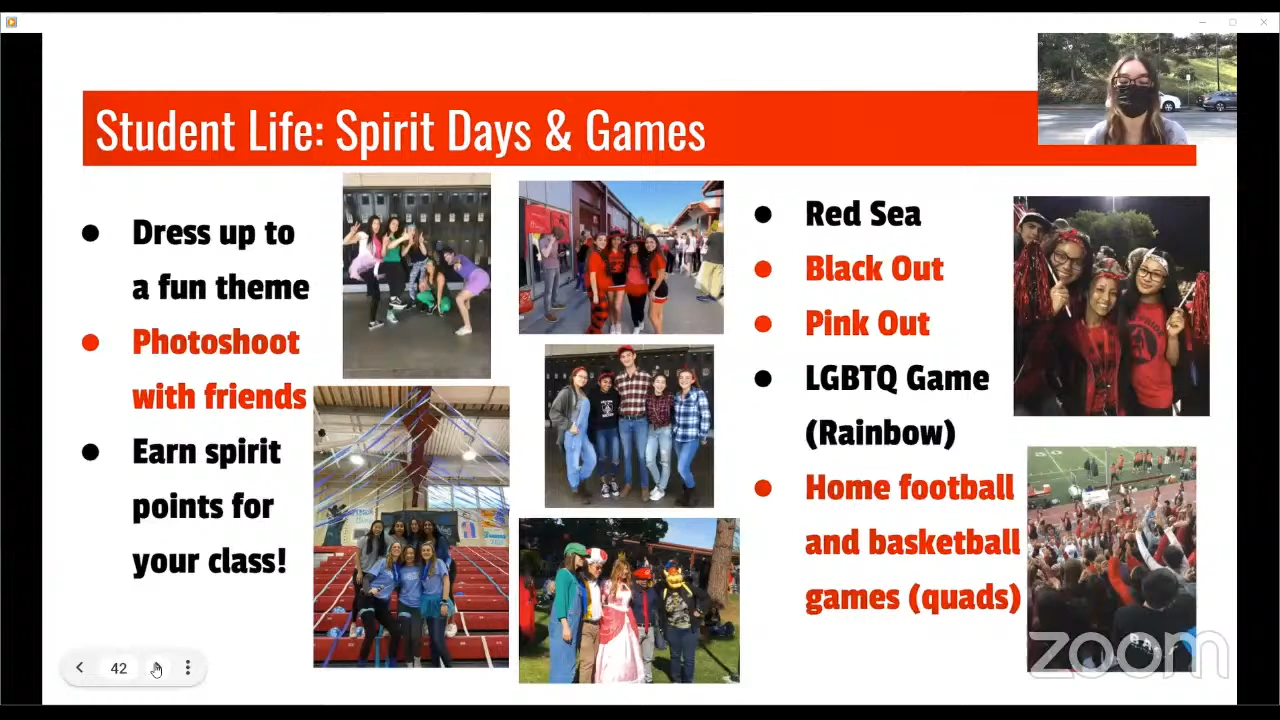 Student Life: Spirit Days & Games
● Dress up to
a fun theme
● Photoshoot
with friends
● Earn spirit
points for
your class!
● Red Sea
● Black Out
● Pink Out
● LGBTQ Game
(Rainbow)
● Home football
and basketball
games (quads)
42
zoom